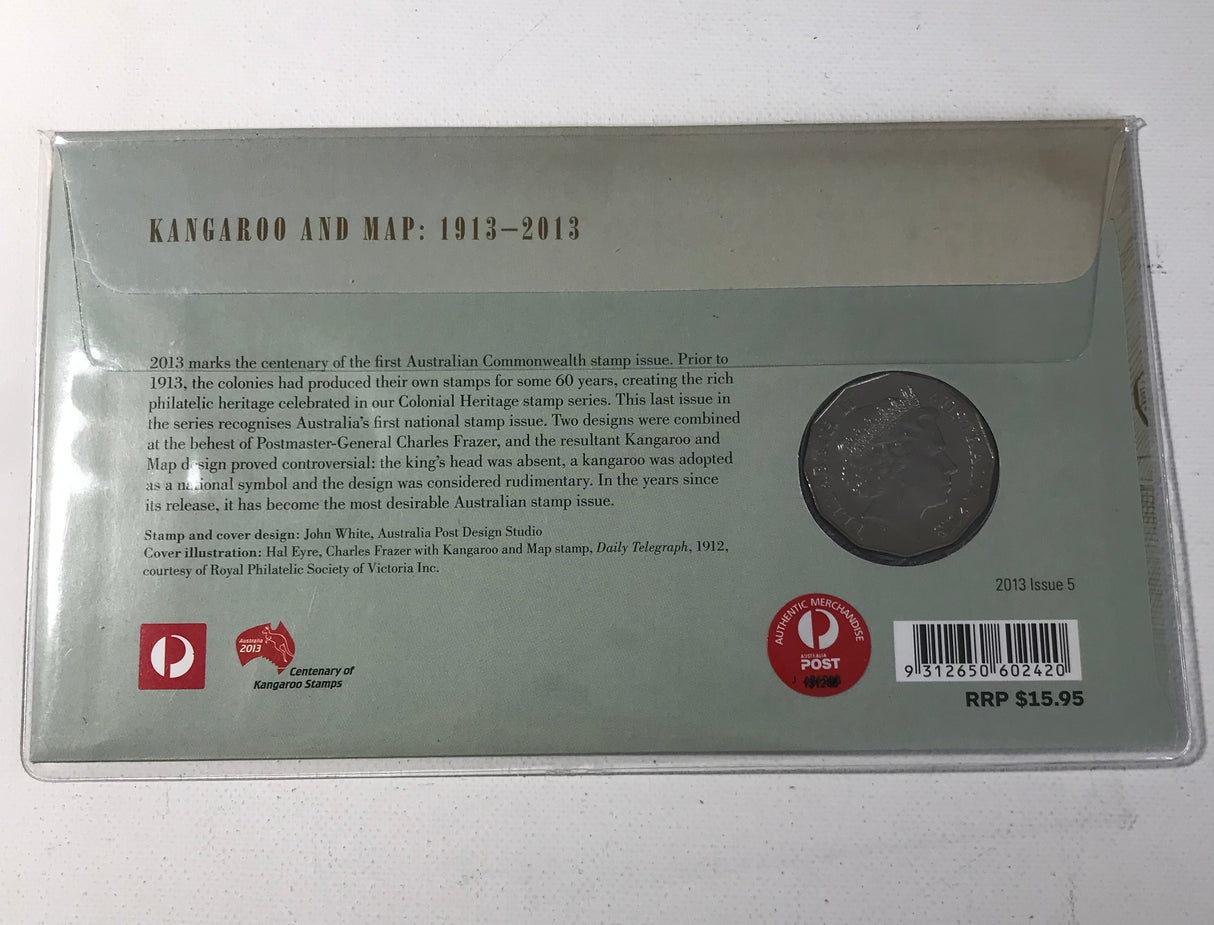 KANGAROO AND MAP: 1913–2013
2013 marks the centenary of the first Australian Commonwealth stamp issue. Prior to
1913, the colonies had produced their own stamps for some 60 years, creating the rich
philatelic heritage celebrated in our Colonial Heritage stamp series. This last issue in
the series recognises Australia's first national stamp issue. Two designs were combined
at the behest of Postmaster-General Charles Frazer, and the resultant Kangaroo and
Map design proved controversial: the king's head was absent, a kangaroo was adopted
as a national symbol and the design was considered rudimentary. In the years since
its release, it has become the most desirable Australian stamp issue.
Stamp and cover design: John White, Australia Post Design Studio
Cover illustration: Hal Eyre, Charles Frazer with Kangaroo and Map stamp, Daily Telegraph, 1912,
courtesy of Royal Philatelic Society of Victoria Inc.
2013 Issue 5
Australia
2013
Centenary of
Kangaroo Stamps
AUTHENTIC MERCHANDISE
AUSTRALIA
POST
9 312650 602420
RRP $15.95